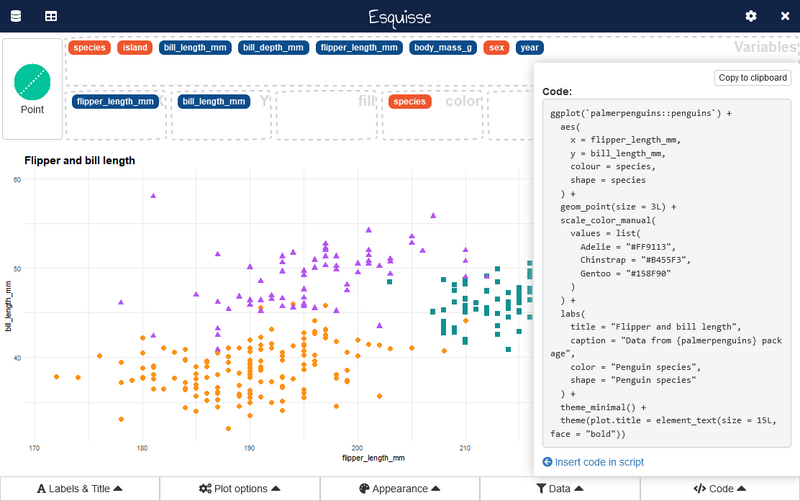 Esquisse
species island bill_length_mm bill_depth_mm flipper_length_mm body_mass_g sex year
Variables
Point
flipper_length_mm
bill_length_mm Y
fill
species color
Flipper and bill length
60
50
40
bill_length_mm
170 180 190 200 210
flipper_length_mm
Copy to clipboard
Code:
ggplot(`palmerpenguins::penguins`) +
  aes(
    x = flipper_length_mm,
    y = bill_length_mm,
    colour = species,
    shape = species
  ) +
  geom_point(size = 3L) +
  scale_color_manual(
    values = list(
      Adelie = "#FF9113",
      Chinstrap = "#B455F3",
      Gentoo = "#158F90"
    )
  ) +
  labs(
    title = "Flipper and bill length",
    caption = "Data from {palmerpenguins} pack
age",
    color = "Penguin species",
    shape = "Penguin species"
  ) +
  theme_minimal() +
  theme(plot.title = element_text(size = 15L,
face = "bold"))
Insert code in script
Labels & Title
Plot options
Appearance
Data
</> Code